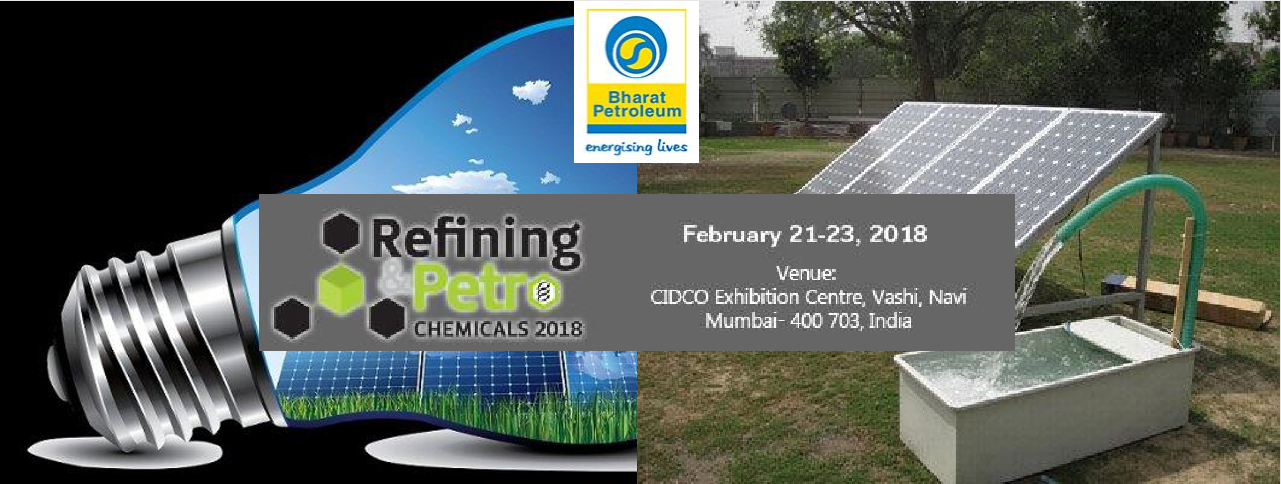 Bharat
Petroleum
energising lives
Refining
&Petro
CHEMICALS 2018
February 21-23, 2018
Venue:
CIDCO Exhibition Centre, Vashi, Navi
Mumbai- 400 703, India